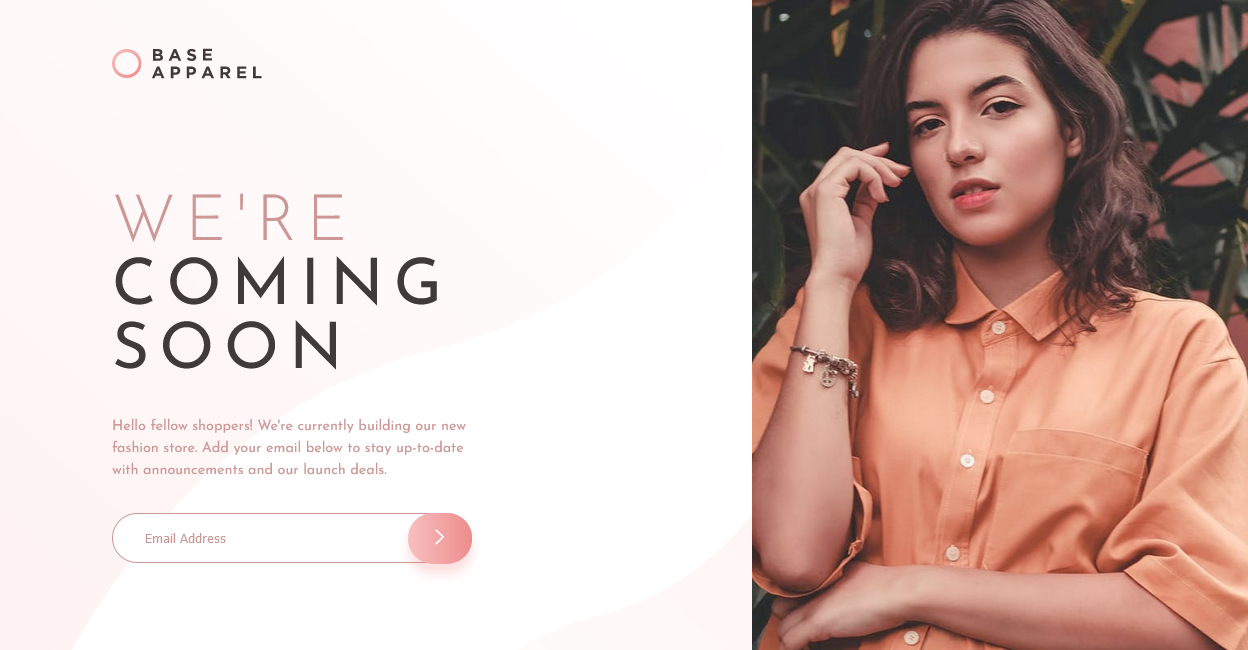 BASE
APPAREL
WE'RE
COMING
SOON
Hello fellow shoppers! We're currently building our new
fashion store. Add your email below to stay up-to-date
with announcements and our launch deals.
Email Address